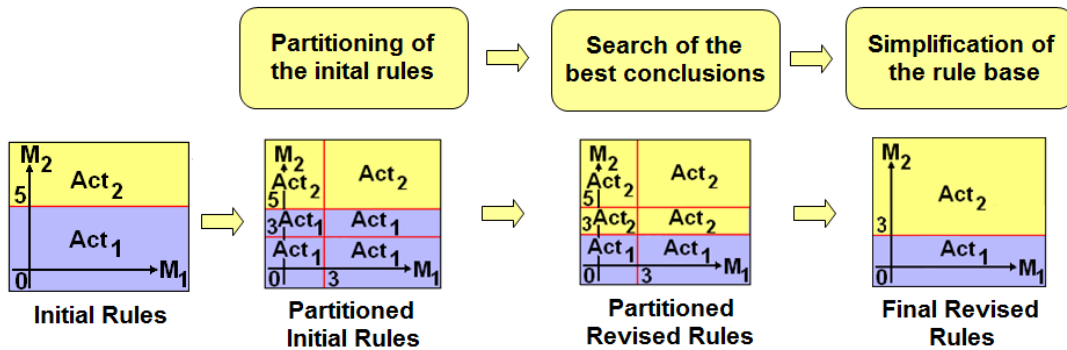 Partitioning of
the inital rules
Search of the
best conclusions
Simplification of
the rule base
M2
5
Act2
Act1
0
M1
Initial Rules
M2
Act2
Act2
5
3
Act1
Act1
Act1
Act1
0
3
M1
Partitioned
Initial Rules
M2
Act2
Act2
5
3
Act2
Act2
Act1
Act1
0
3
M1
Partitioned
Revised Rules
M2
Act2
3
Act1
0
M1
Final Revised
Rules